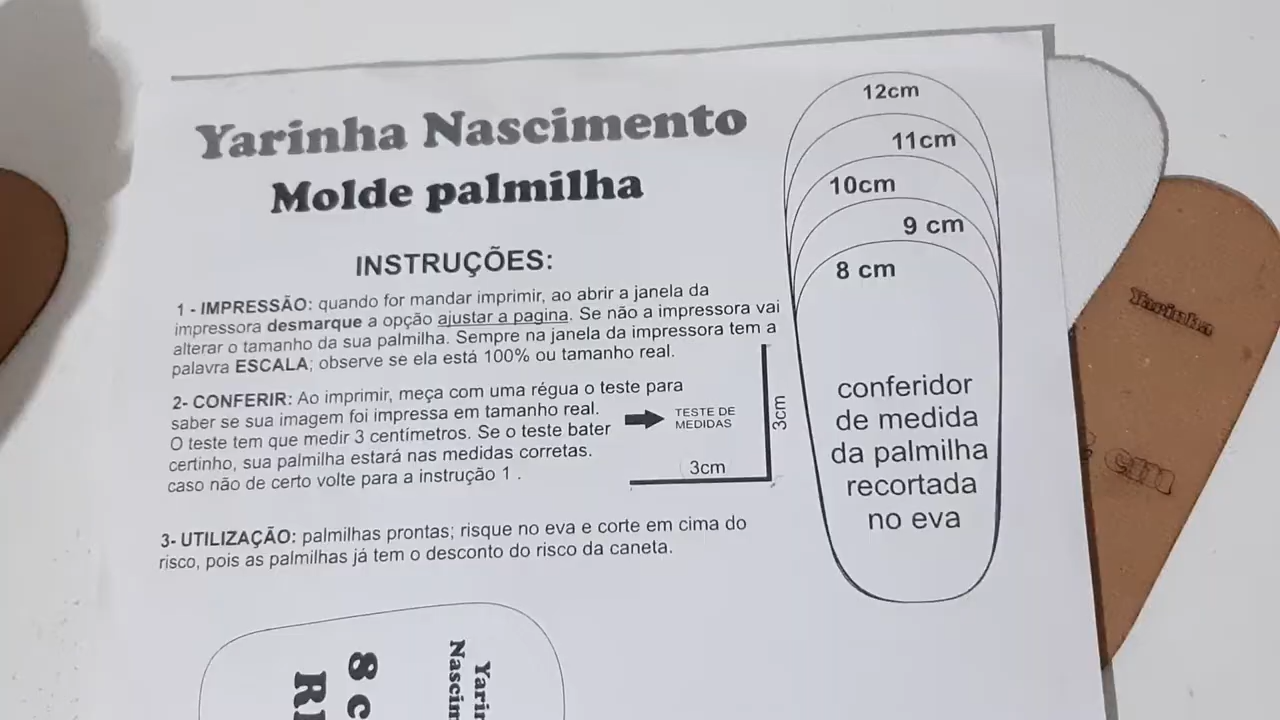 Yarinha Nascimento
Molde palmilha
INSTRUÇÕES:
1 - IMPRESSÃO: quando for mandar imprimir, ao abrir a janela da
impressora desmarque a opção ajustar a pagina. Se não a impressora vai
alterar o tamanho da sua palmilha. Sempre na janela da impressora tem a
palavra ESCALA; observe se ela está 100% ou tamanho real.
2- CONFERIR: Ao imprimir, meça com uma régua o teste para
saber se sua imagem foi impressa em tamanho real.
O teste tem que medir 3 centímetros. Se o teste bater
certinho, sua palmilha estará nas medidas corretas.
caso não de certo volte para a instrução 1 .
TESTE DE
MEDIDAS
3cm
3cm
3- UTILIZAÇÃO: palmilhas prontas; risque no eva e corte em cima do
risco, pois as palmilhas já tem o desconto do risco da caneta.
12cm
11cm
10cm
9 cm
8 cm
conferidor
de medida
da palmilha
recortada
no eva
Yarinha
cm
8 c